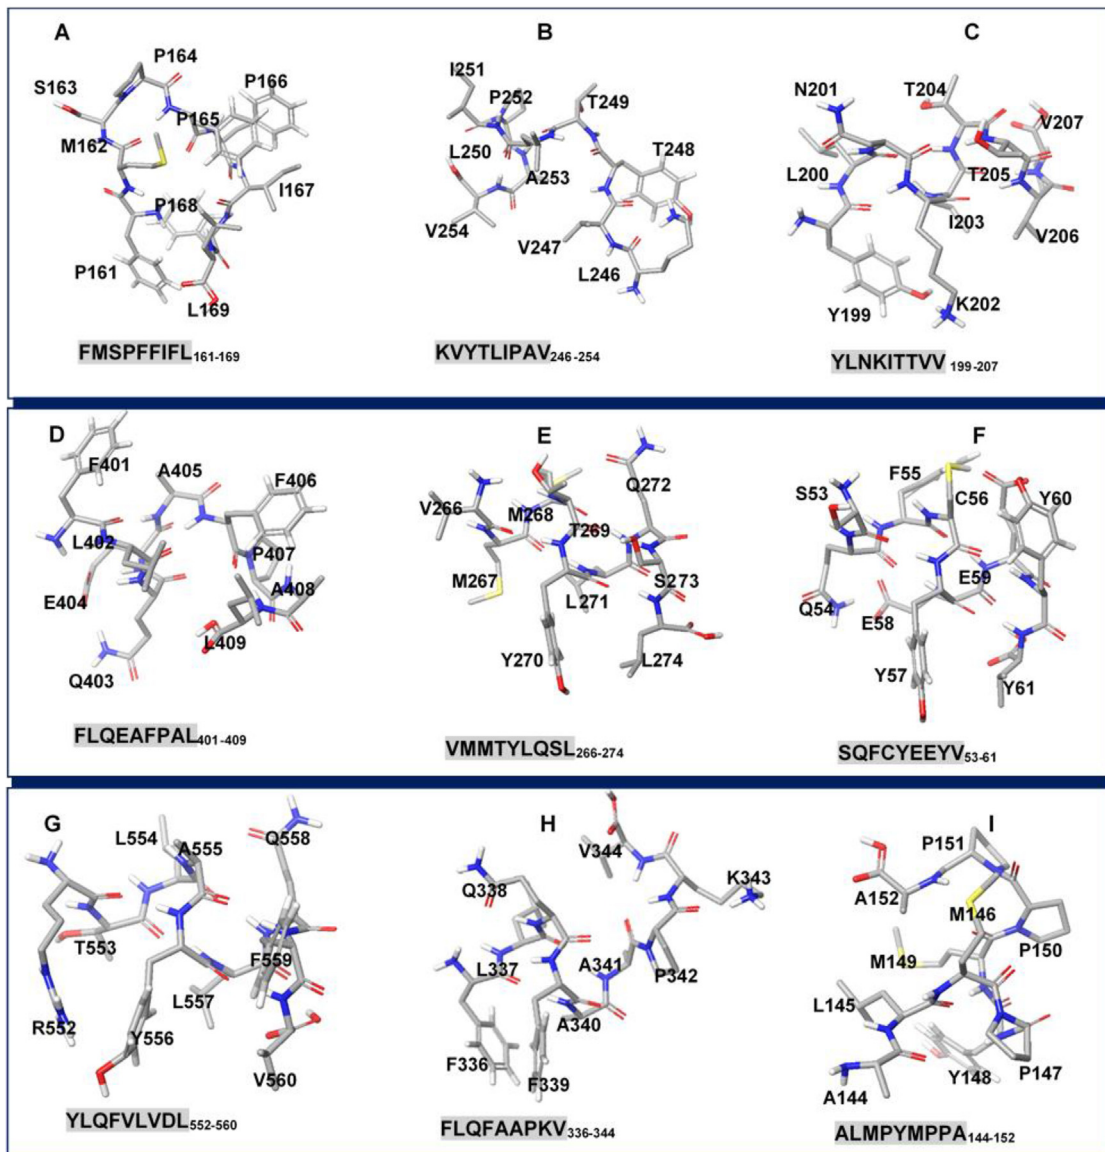 A
P164
S163
P166
P165
M162
I167
P168
P161
L169
FMSPFFIFL161-169
B
I251
P252
T249
L250
T248
A253
V254
V247
L246
KVYTLIPAV246-254
C
N201
T204
V207
L200
T205
I203
V206
K202
Y199
YLNKITTVV 199-207
D
F401
A405
F406
L402
P407
E404
A408
L409
Q403
FLQEAFPAL401-409
E
Q272
V266
M268
T269
M267
S273
L271
Y270
L274
VMMTYLQSL266-274
F
F55
S53
C56
Y60
E59
Q54
E58
Y57
Y61
SQFCYEEYV53-61
G
L554
Q558
A555
T553
F559
L557
R552
Y556
V560
YLQFVLVDL552-560
H
V344
Q338
K343
L337
A341
P342
A340
F336
F339
FLQFAAPKV336-344
I
P151
A152
M146
P150
M149
L145
P147
Y148
A144
ALMPYMPPA144-152